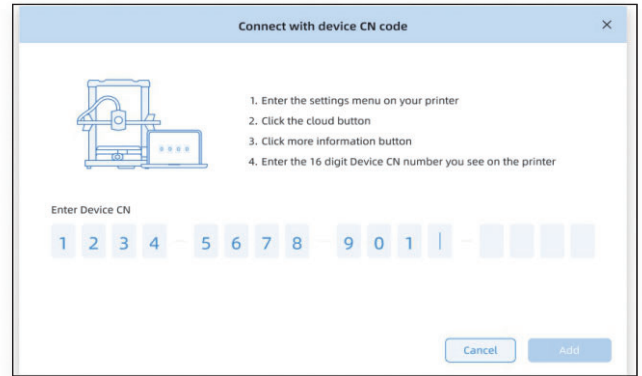 Connect with device CN code
1. Enter the settings menu on your printer
2. Click the cloud button
3. Click more information button
4. Enter the 16 digit Device CN number you see on the printer
Enter Device CN
1 2 3 4 - 5 6 7 8 - 9 0 1 -
Cancel Add